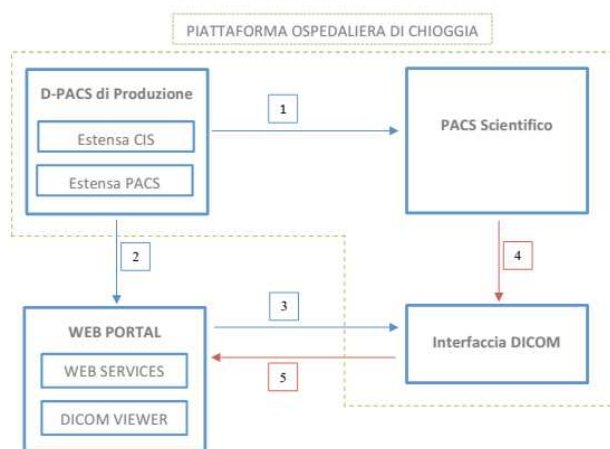 PIATTAFORMA OSPEDALIERA DI CHIOGGIA
D-PACS di Produzione
Estensa CIS
Estensa PACS
1
PACS Scientifico
2
4
WEB PORTAL
WEB SERVICES
DICOM VIEWER
3
5
Interfaccia DICOM